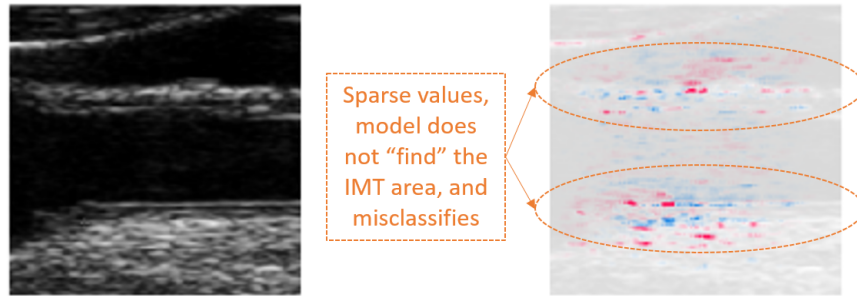 Sparse values,
model does
not “find” the
IMT area, and
misclassifies